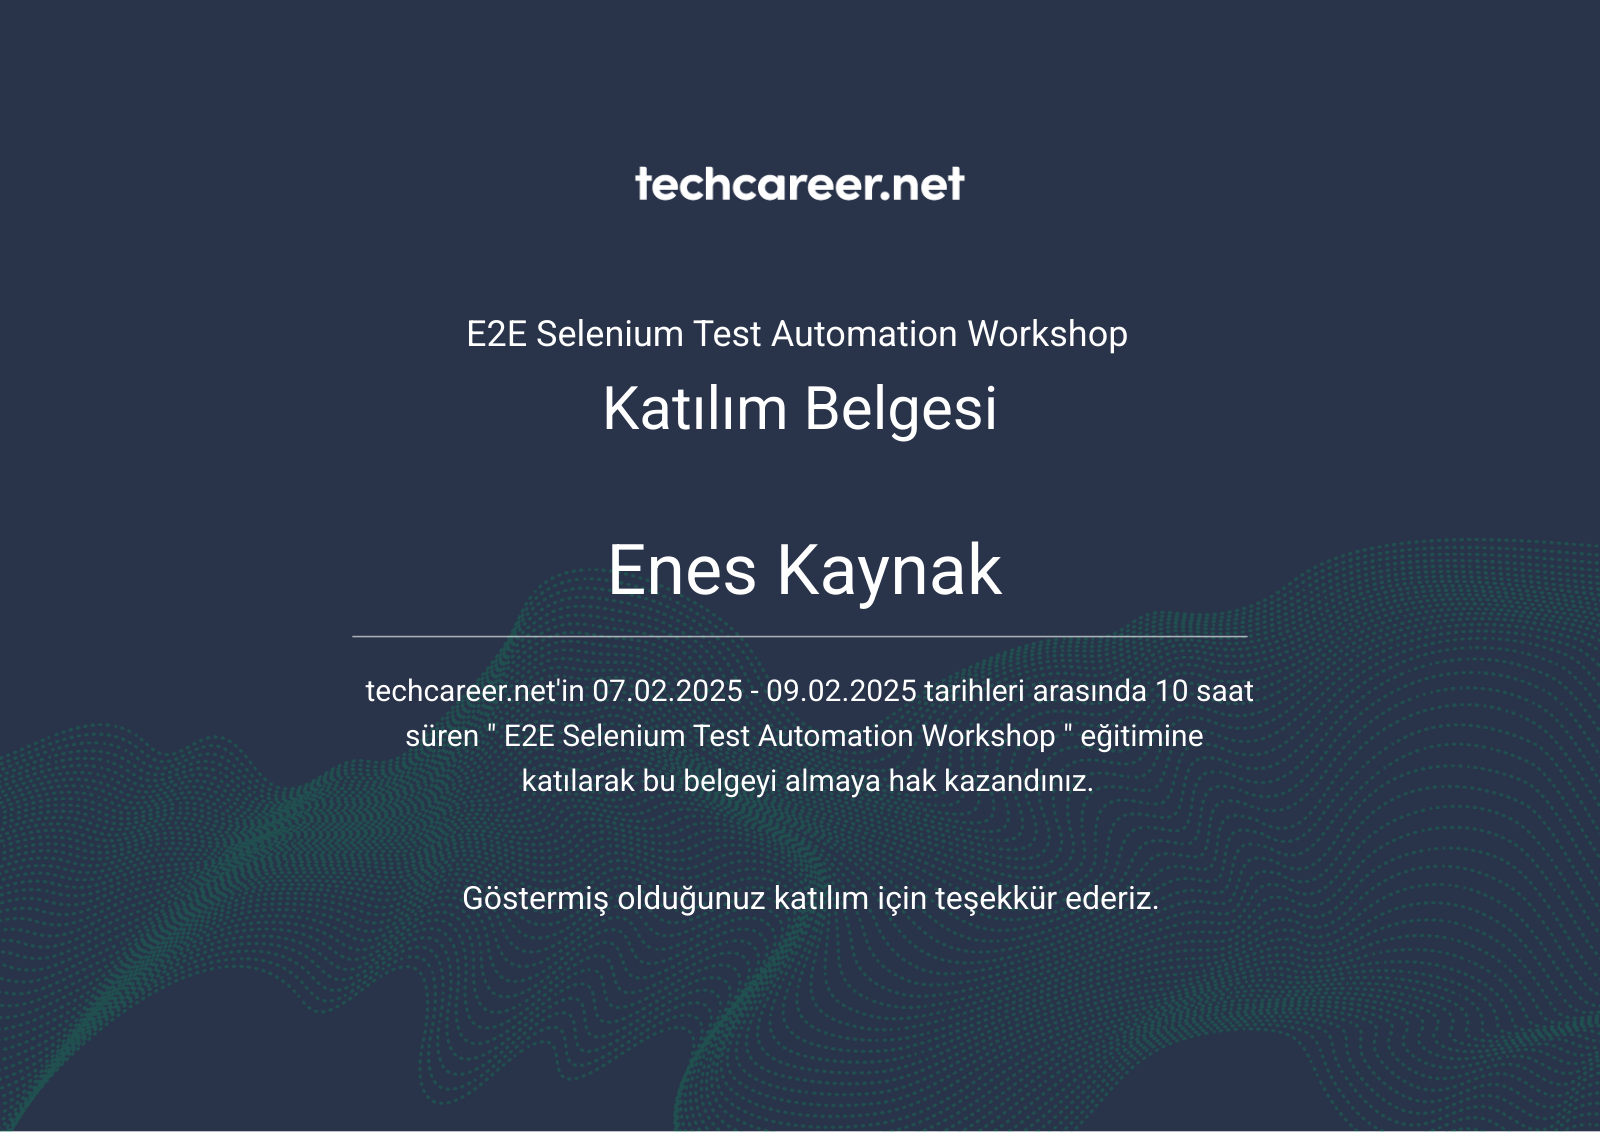 techcareer.net
E2E Selenium Test Automation Workshop
Katılım Belgesi
Enes Kaynak
techcareer.net'in 07.02.2025 - 09.02.2025 tarihleri arasında 10 saat
süren " E2E Selenium Test Automation Workshop " eğitimine
katılarak bu belgeyi almaya hak kazandınız.
Göstermiş olduğunuz katılım için teşekkür ederiz.